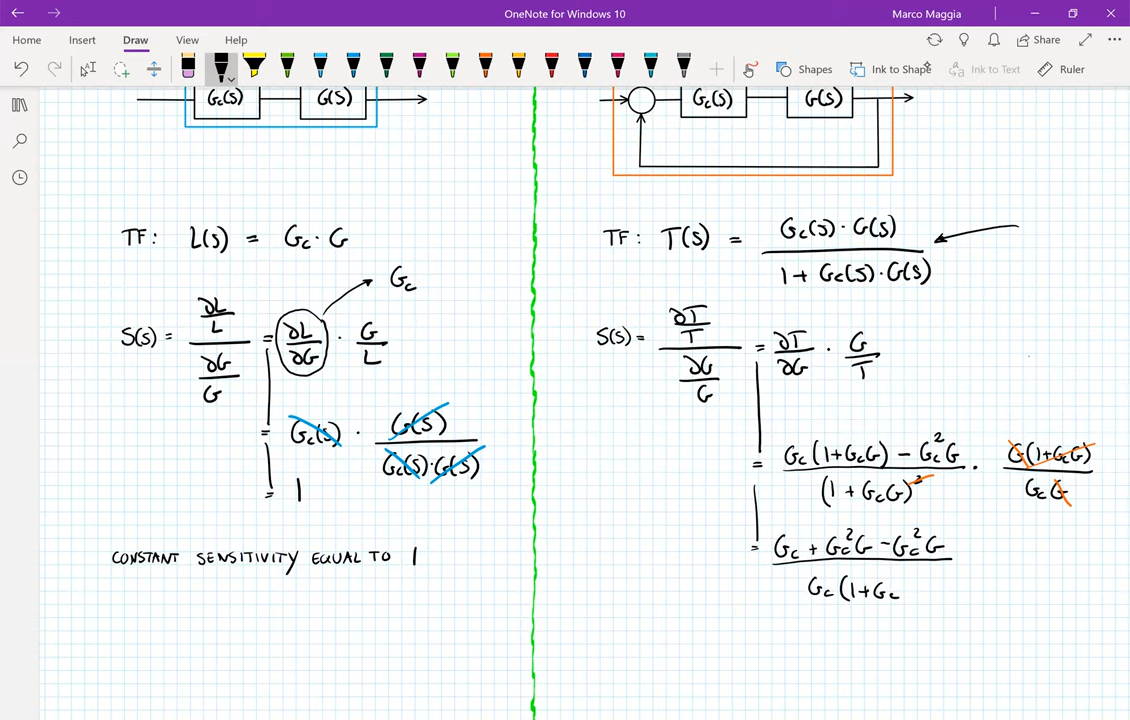 OneNote for Windows 10
Marco Maggia
Home Insert Draw View Help
Share
Shapes Ink to Shape Ink to Text Ruler
Gc(s) G(s)
Gc(s) G(s)
TF: L(s) = Gc · G
Gc
S(s) = ∂L/L / ∂G/G = ∂L/∂G · G/L
= Gc(s) · G(s) / Gc(s)·G(s)
= 1
CONSTANT SENSITIVITY EQUAL TO 1
TF: T(s) = Gc(s)·G(s) / 1 + Gc(s)·G(s)
S(s) = ∂T/T / ∂G/G = ∂T/∂G · G/T
= Gc(1+GcG) − Gc²G / (1 + GcG)² · G(1+GcG) / GcG
= Gc + Gc²G − Gc²G / Gc(1+Gc